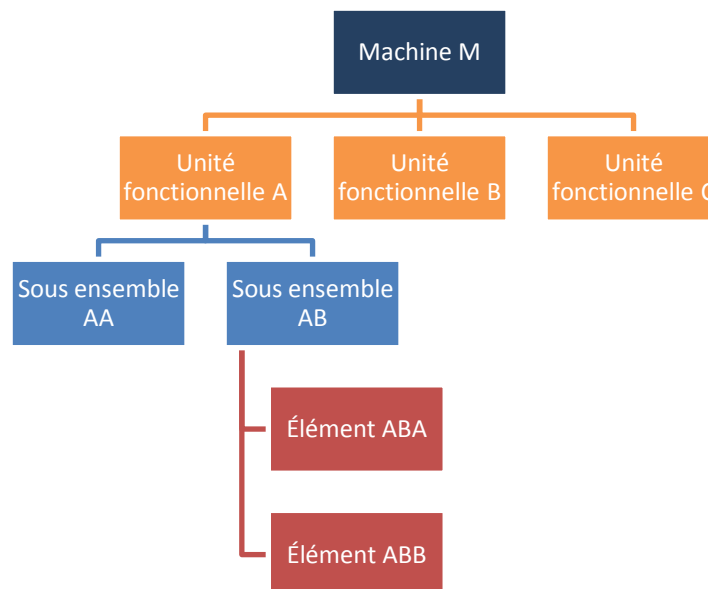 Machine M
Unité
fonctionnelle A
Unité
fonctionnelle B
Unité
fonctionnelle
Sous ensemble
AA
Sous ensemble
AB
Élément ABA
Élément ABB